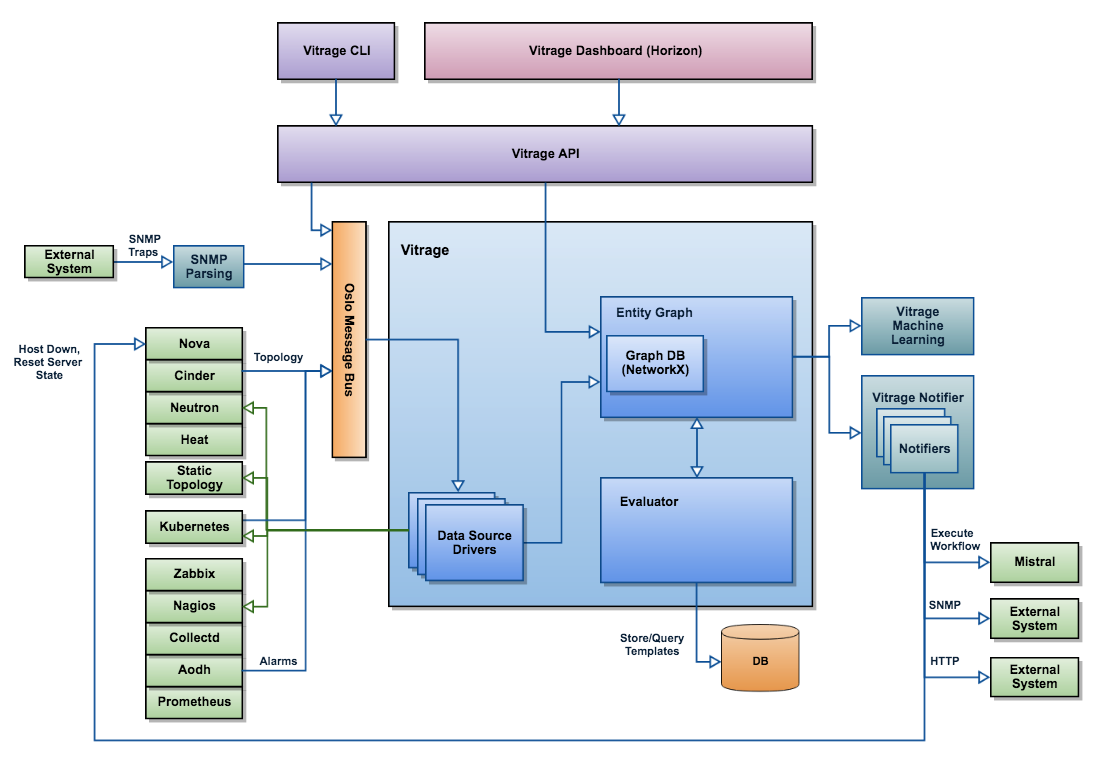 Vitrage CLI
Vitrage Dashboard (Horizon)
Vitrage API
SNMP
Traps
External
System
SNMP
Parsing
Oslo Message Bus
Vitrage
Entity Graph
Graph DB
(NetworkX)
Vitrage
Machine
Learning
Vitrage Notifier
Notifiers
Host Down,
Reset Server
State
Nova
Cinder
Neutron
Heat
Topology
Static
Topology
Kubernetes
Zabbix
Nagios
Collectd
Aodh
Prometheus
Alarms
Data Source
Drivers
Evaluator
Store/Query
Templates
DB
Execute
Workflow
Mistral
SNMP
External
System
HTTP
External
System